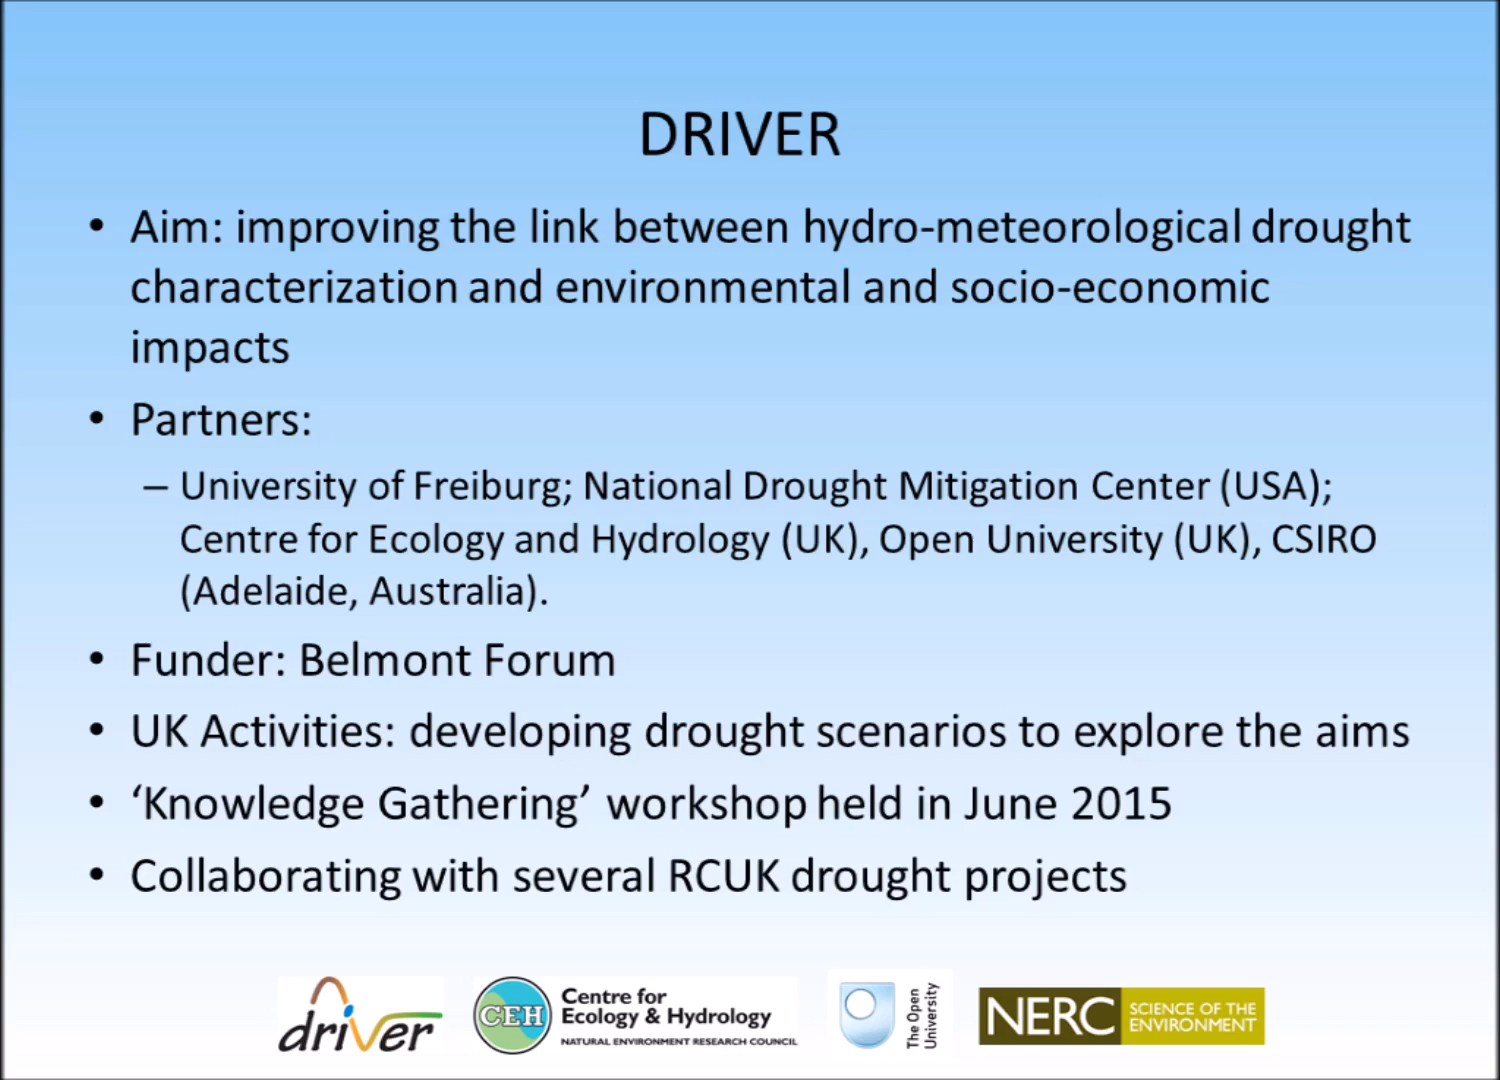 DRIVER
• Aim: improving the link between hydro-meteorological drought
characterization and environmental and socio-economic
impacts
• Partners:
– University of Freiburg; National Drought Mitigation Center (USA);
Centre for Ecology and Hydrology (UK), Open University (UK), CSIRO
(Adelaide, Australia).
• Funder: Belmont Forum
• UK Activities: developing drought scenarios to explore the aims
• ‘Knowledge Gathering’ workshop held in June 2015
• Collaborating with several RCUK drought projects
driver
CEH
Centre for
Ecology & Hydrology
NATURAL ENVIRONMENT RESEARCH COUNCIL
The Open
University
NERC
SCIENCE OF THE
ENVIRONMENT